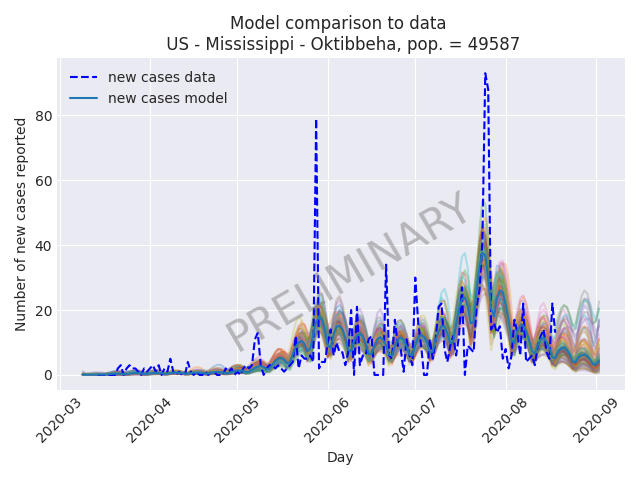 Model comparison to data
US - Mississippi - Oktibbeha, pop. = 49587
new cases data
new cases model
PRELIMINARY
Number of new cases reported
80
60
40
20
0
2020-03
2020-04
2020-05
2020-06
2020-07
2020-08
2020-09
Day